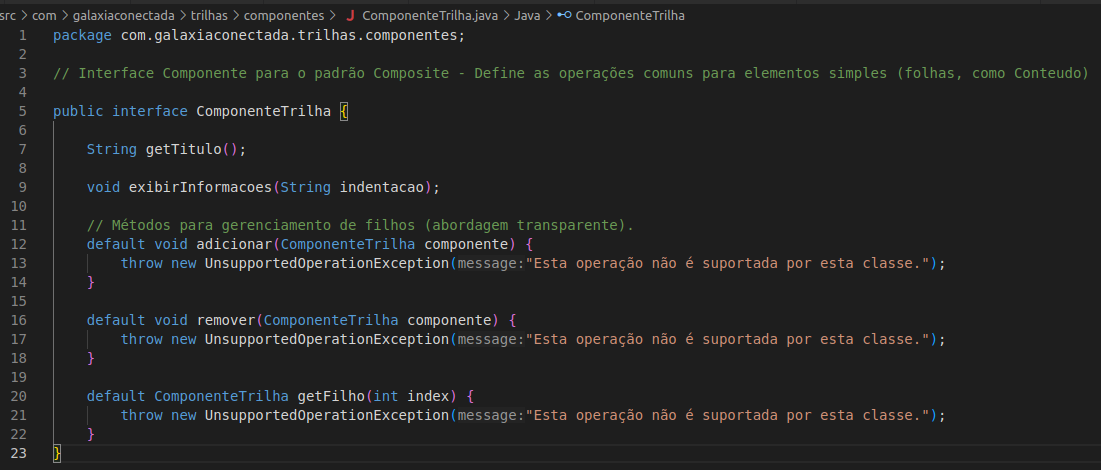 src > com > galaxiaconectada > trilhas > componentes > J ComponenteTrilha.java > Java > ComponenteTrilha
1 package com.galaxiaconectada.trilhas.componentes;
2
3 // Interface Componente para o padrão Composite - Define as operações comuns para elementos simples (folhas, como Conteudo)
4
5 public interface ComponenteTrilha {
6
7     String getTitulo();
8
9     void exibirInformacoes(String indentacao);
10
11     // Métodos para gerenciamento de filhos (abordagem transparente).
12     default void adicionar(ComponenteTrilha componente) {
13         throw new UnsupportedOperationException(message:"Esta operação não é suportada por esta classe.");
14     }
15
16     default void remover(ComponenteTrilha componente) {
17         throw new UnsupportedOperationException(message:"Esta operação não é suportada por esta classe.");
18     }
19
20     default ComponenteTrilha getFilho(int index) {
21         throw new UnsupportedOperationException(message:"Esta operação não é suportada por esta classe.");
22     }
23 }